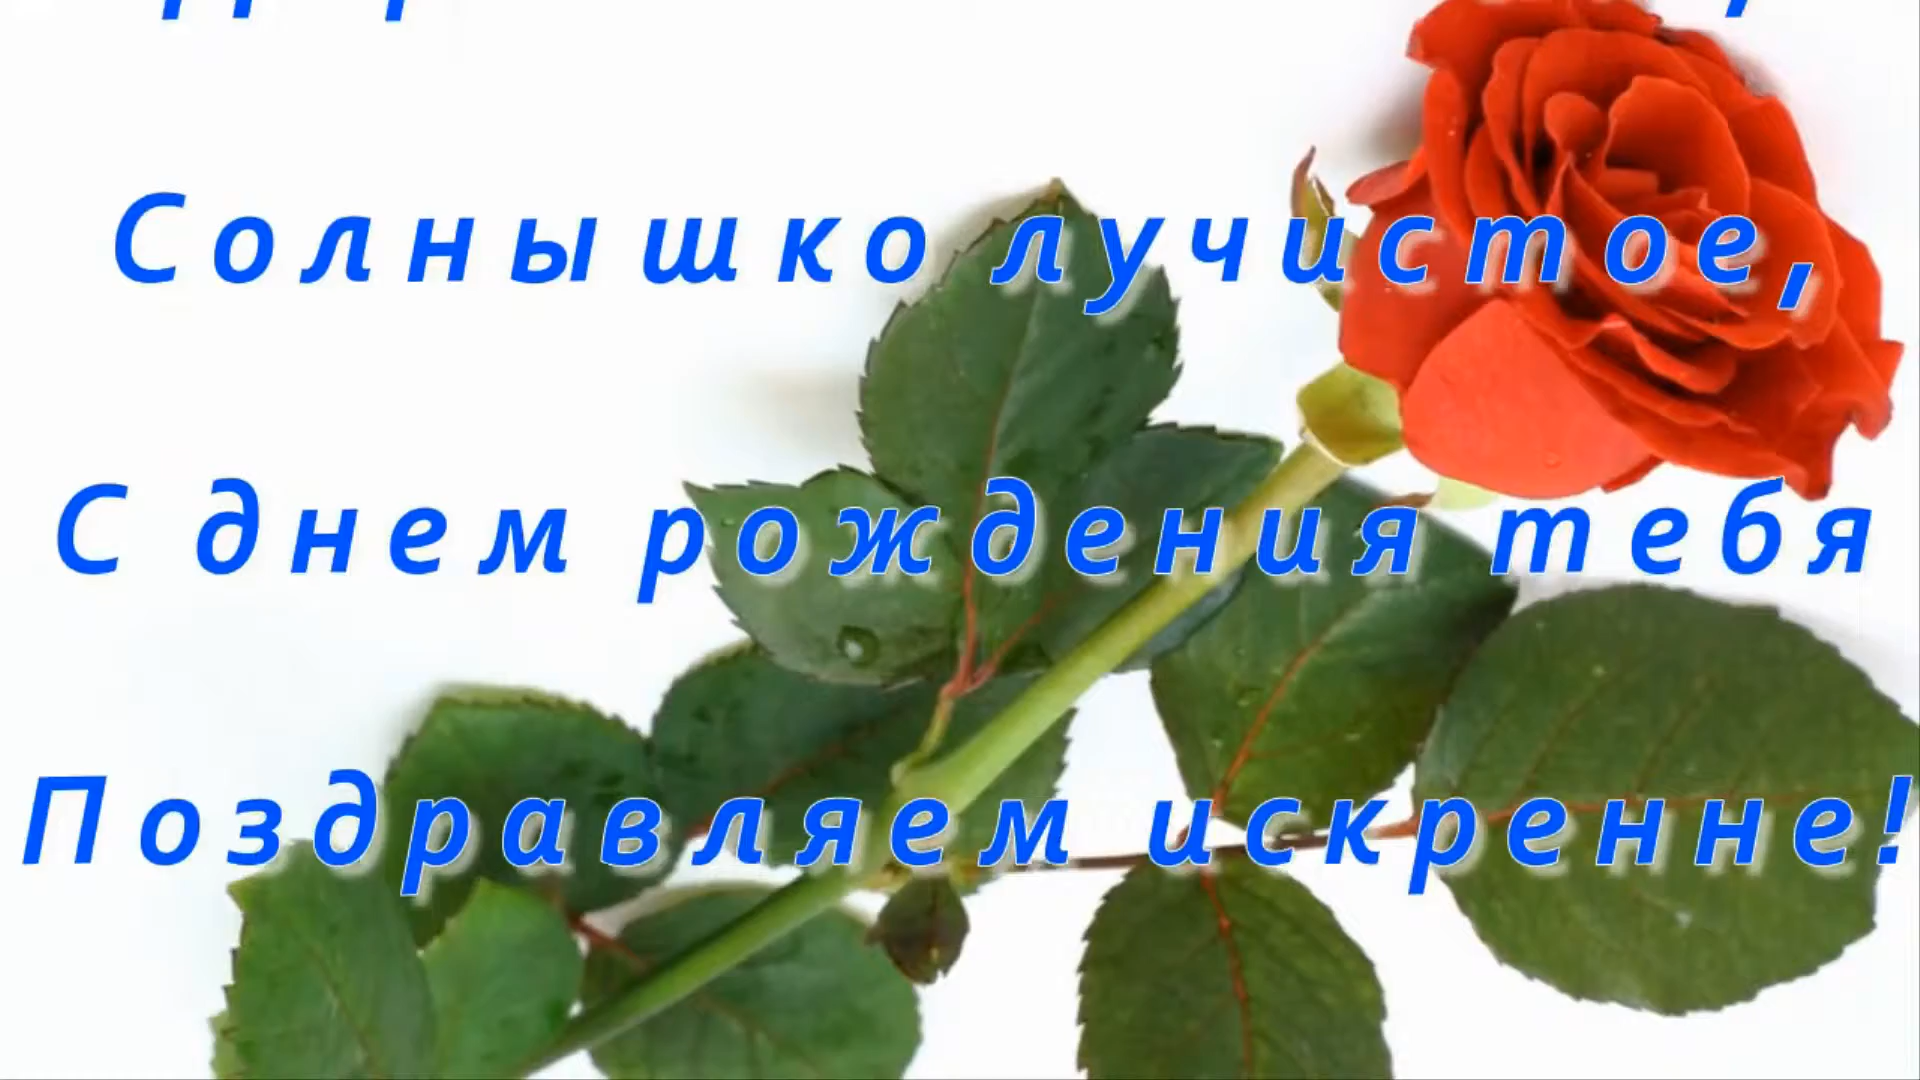 Солнышко лучистое,
С днем рождения тебя
Поздравляем искренне!